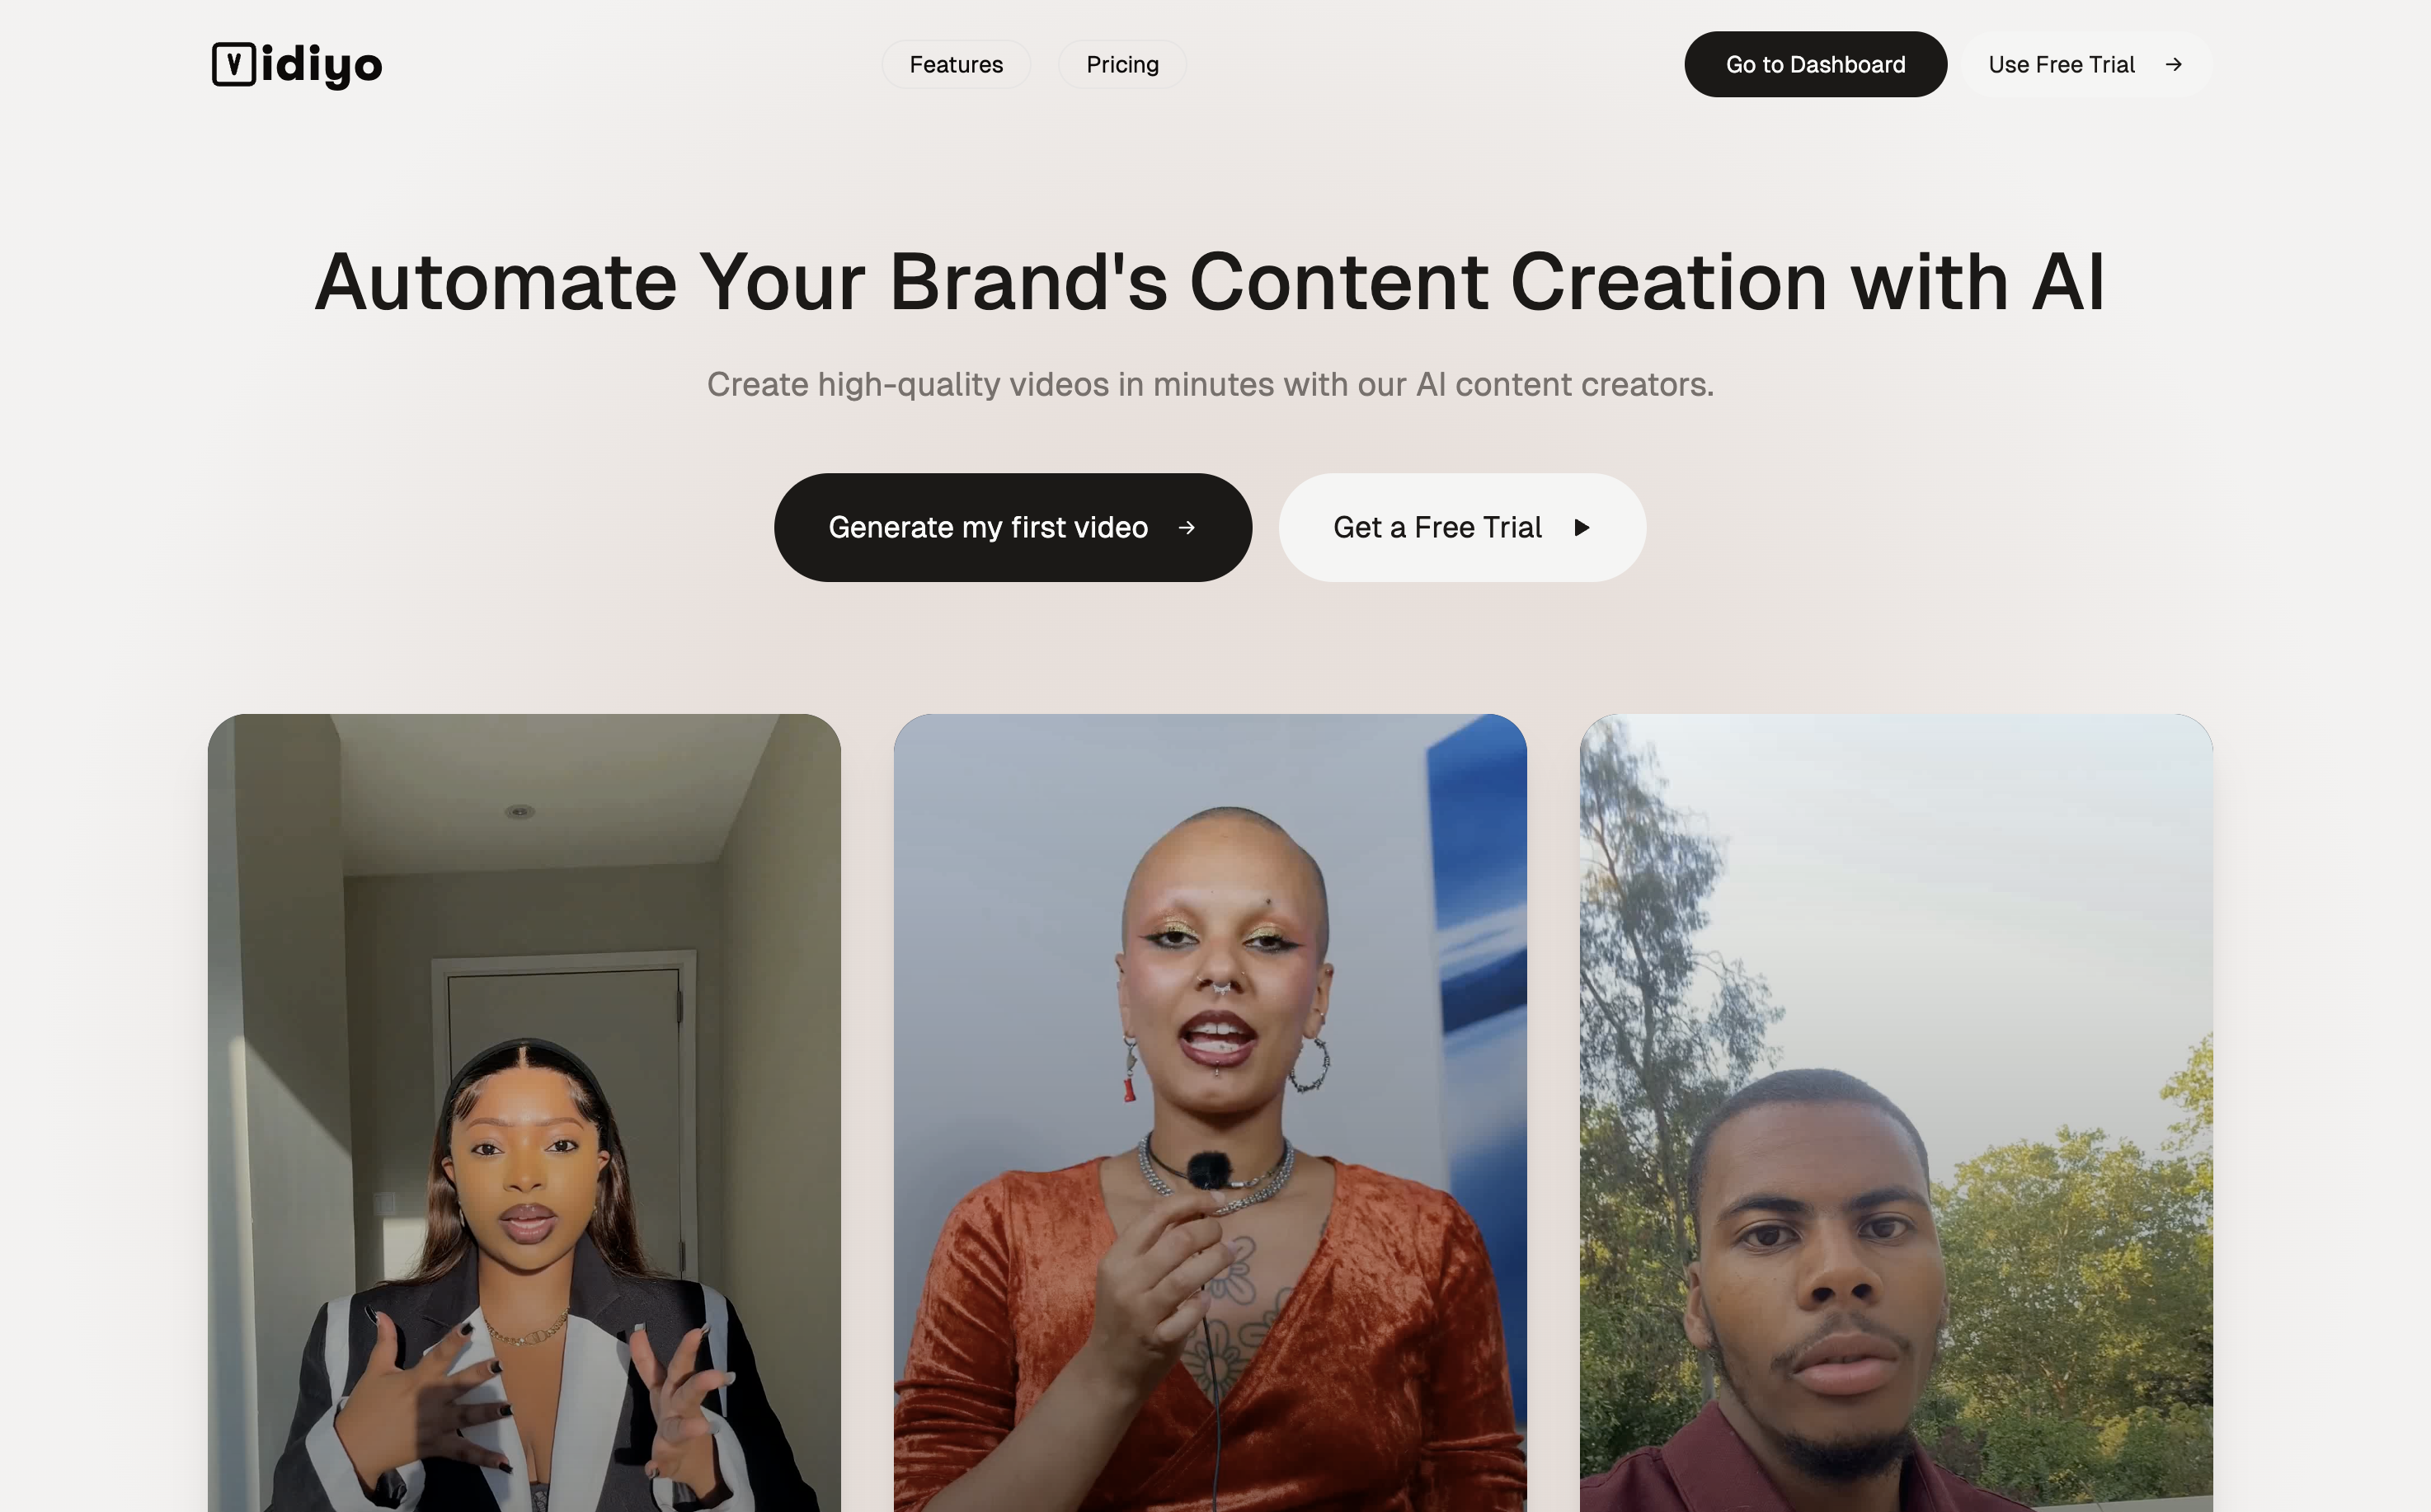 Vidiyo
Features
Pricing
Go to Dashboard
Use Free Trial →
Automate Your Brand's Content Creation with AI
Create high-quality videos in minutes with our AI content creators.
Generate my first video →
Get a Free Trial